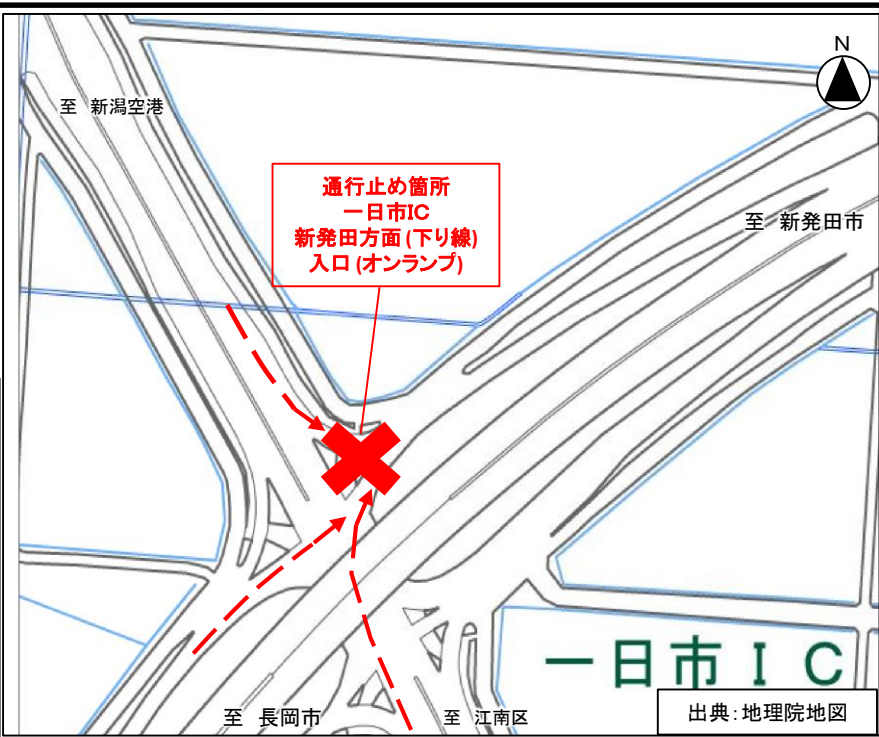 N
至 新潟空港
通行止め箇所
一日市IC
新発田方面(下り線)
入口(オンランプ)
至 新発田市
一日市IC
至 長岡市
至 江南区
出典:地理院地図